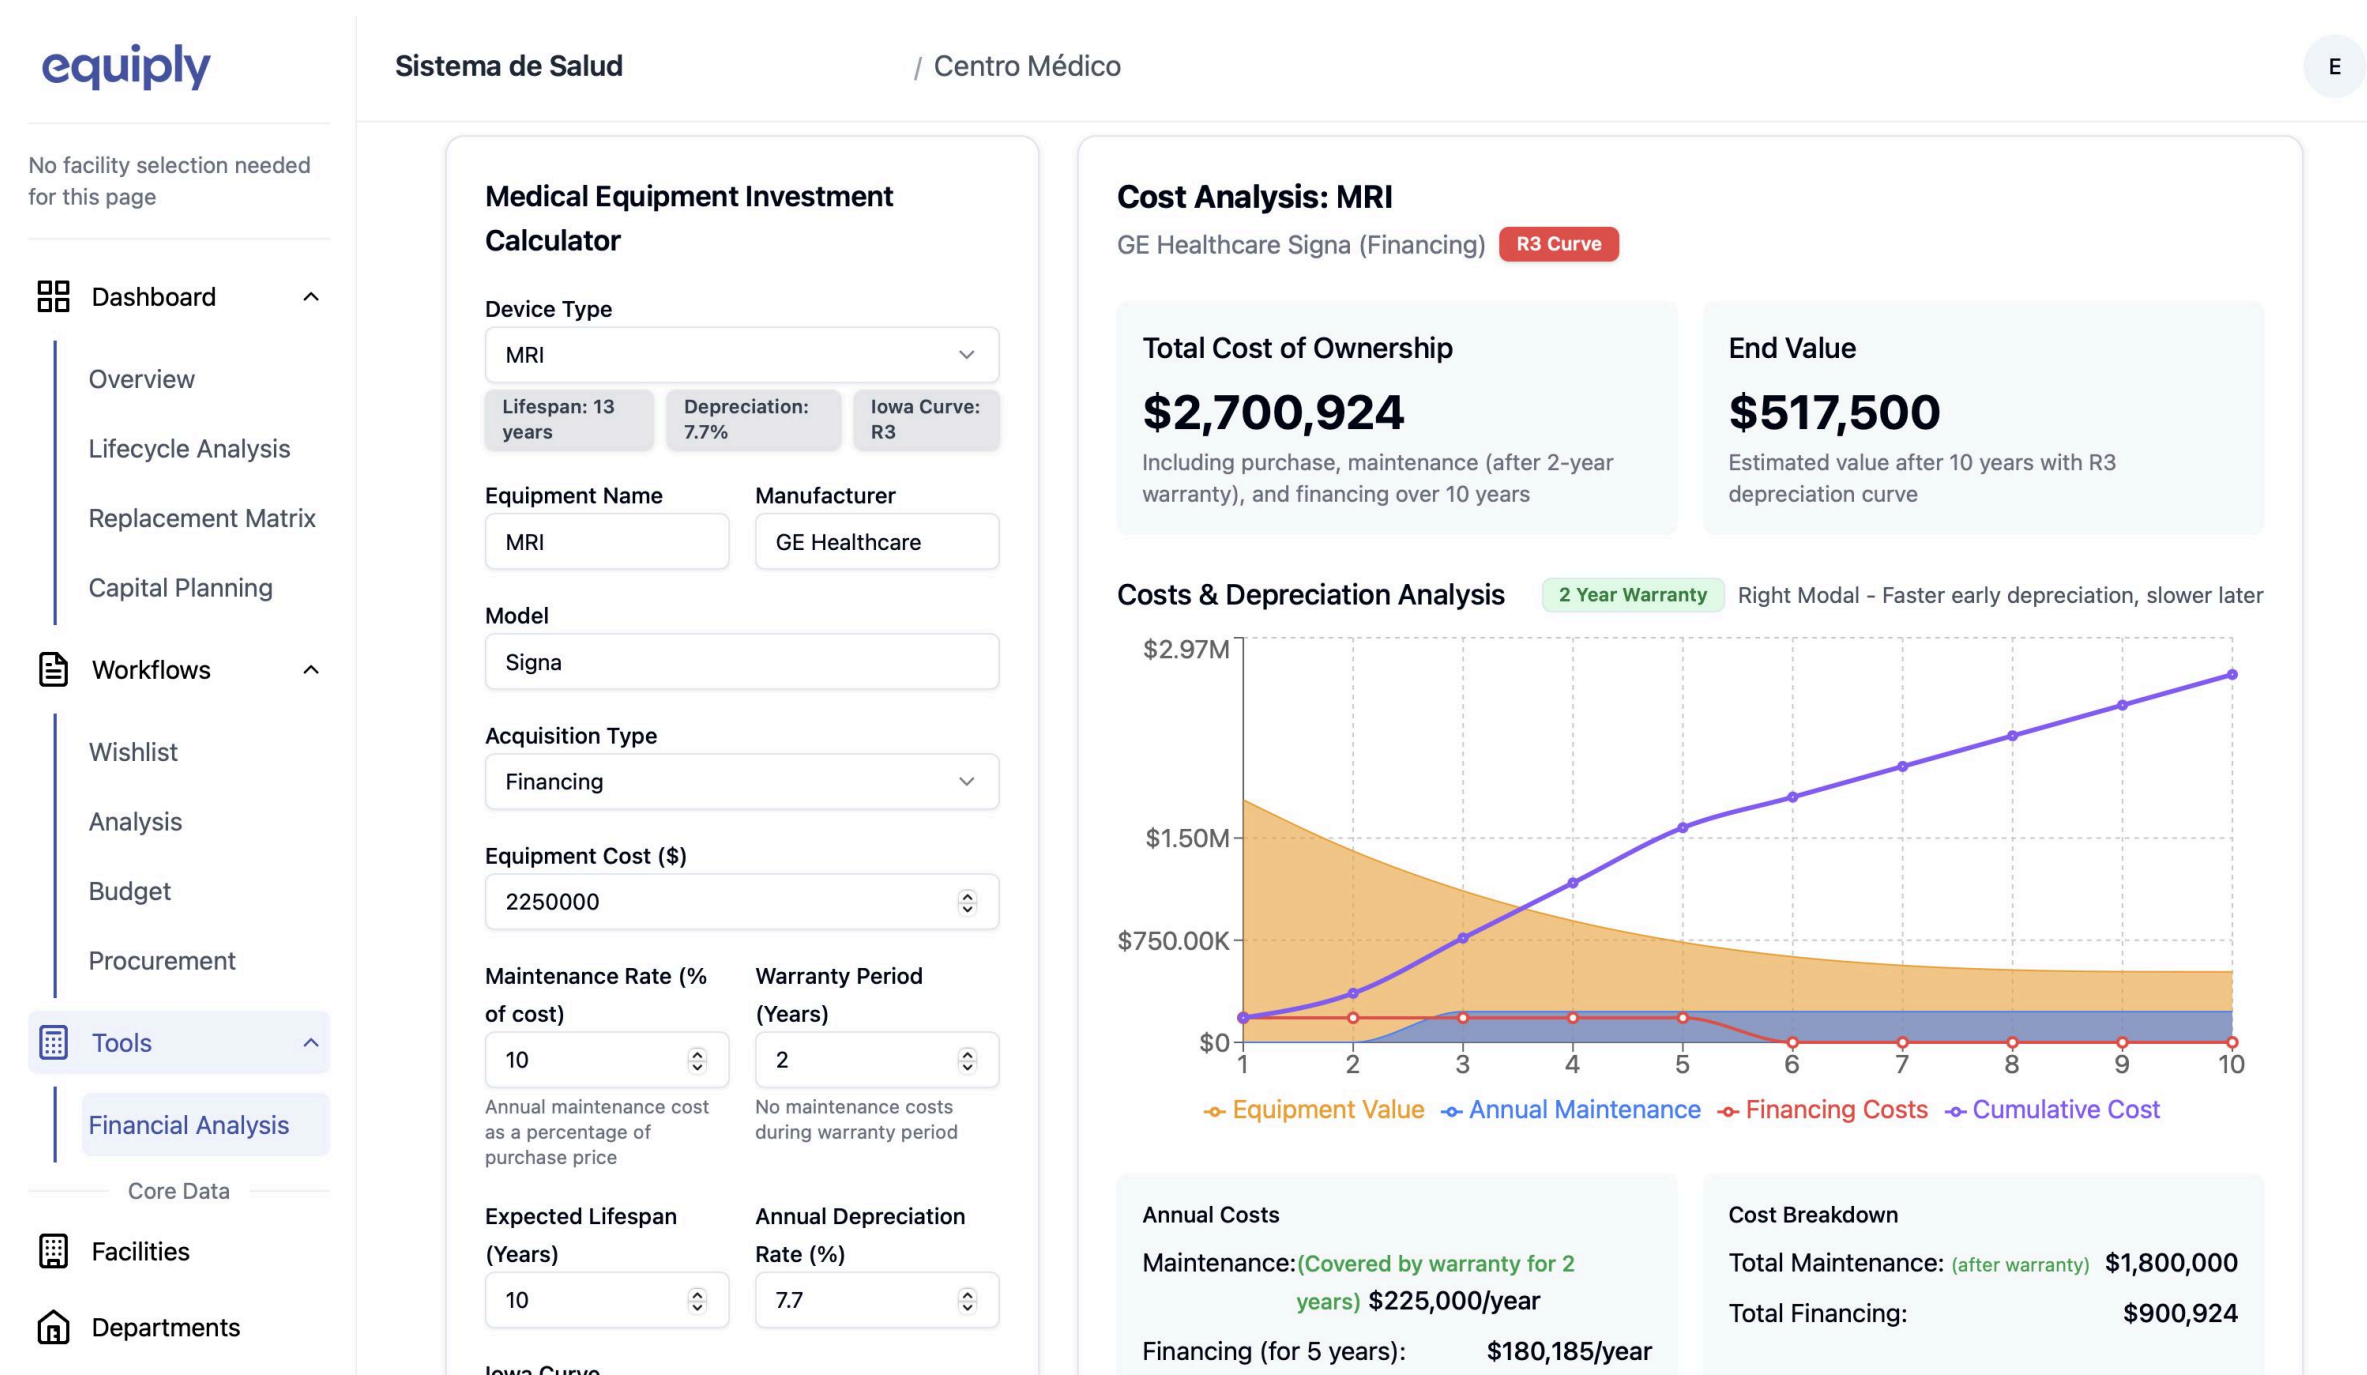 equiply
No facility selection needed
for this page
Dashboard
Overview
Lifecycle Analysis
Replacement Matrix
Capital Planning
Workflows
Wishlist
Analysis
Budget
Procurement
Tools
Financial Analysis
Core Data
Facilities
Departments
Sistema de Salud / Centro Médico
E
Medical Equipment Investment
Calculator
Device Type
MRI
Lifespan: 13
years
Depreciation:
7.7%
Iowa Curve:
R3
Equipment Name
MRI
Manufacturer
GE Healthcare
Model
Signa
Acquisition Type
Financing
Equipment Cost ($)
2250000
Maintenance Rate (%
of cost)
10
Annual maintenance cost
as a percentage of
purchase price
Warranty Period
(Years)
2
No maintenance costs
during warranty period
Expected Lifespan
(Years)
10
Annual Depreciation
Rate (%)
7.7
Iowa Curve
Cost Analysis: MRI
GE Healthcare Signa (Financing) R3 Curve
Total Cost of Ownership
$2,700,924
Including purchase, maintenance (after 2-year
warranty), and financing over 10 years
End Value
$517,500
Estimated value after 10 years with R3
depreciation curve
Costs & Depreciation Analysis 2 Year Warranty Right Modal - Faster early depreciation, slower later
$2.97M
$1.50M
$750.00K
$0
1 2 3 4 5 6 7 8 9 10
Equipment Value Annual Maintenance Financing Costs Cumulative Cost
Annual Costs
Maintenance:(Covered by warranty for 2
years) $225,000/year
Financing (for 5 years): $180,185/year
Cost Breakdown
Total Maintenance: (after warranty) $1,800,000
Total Financing: $900,924